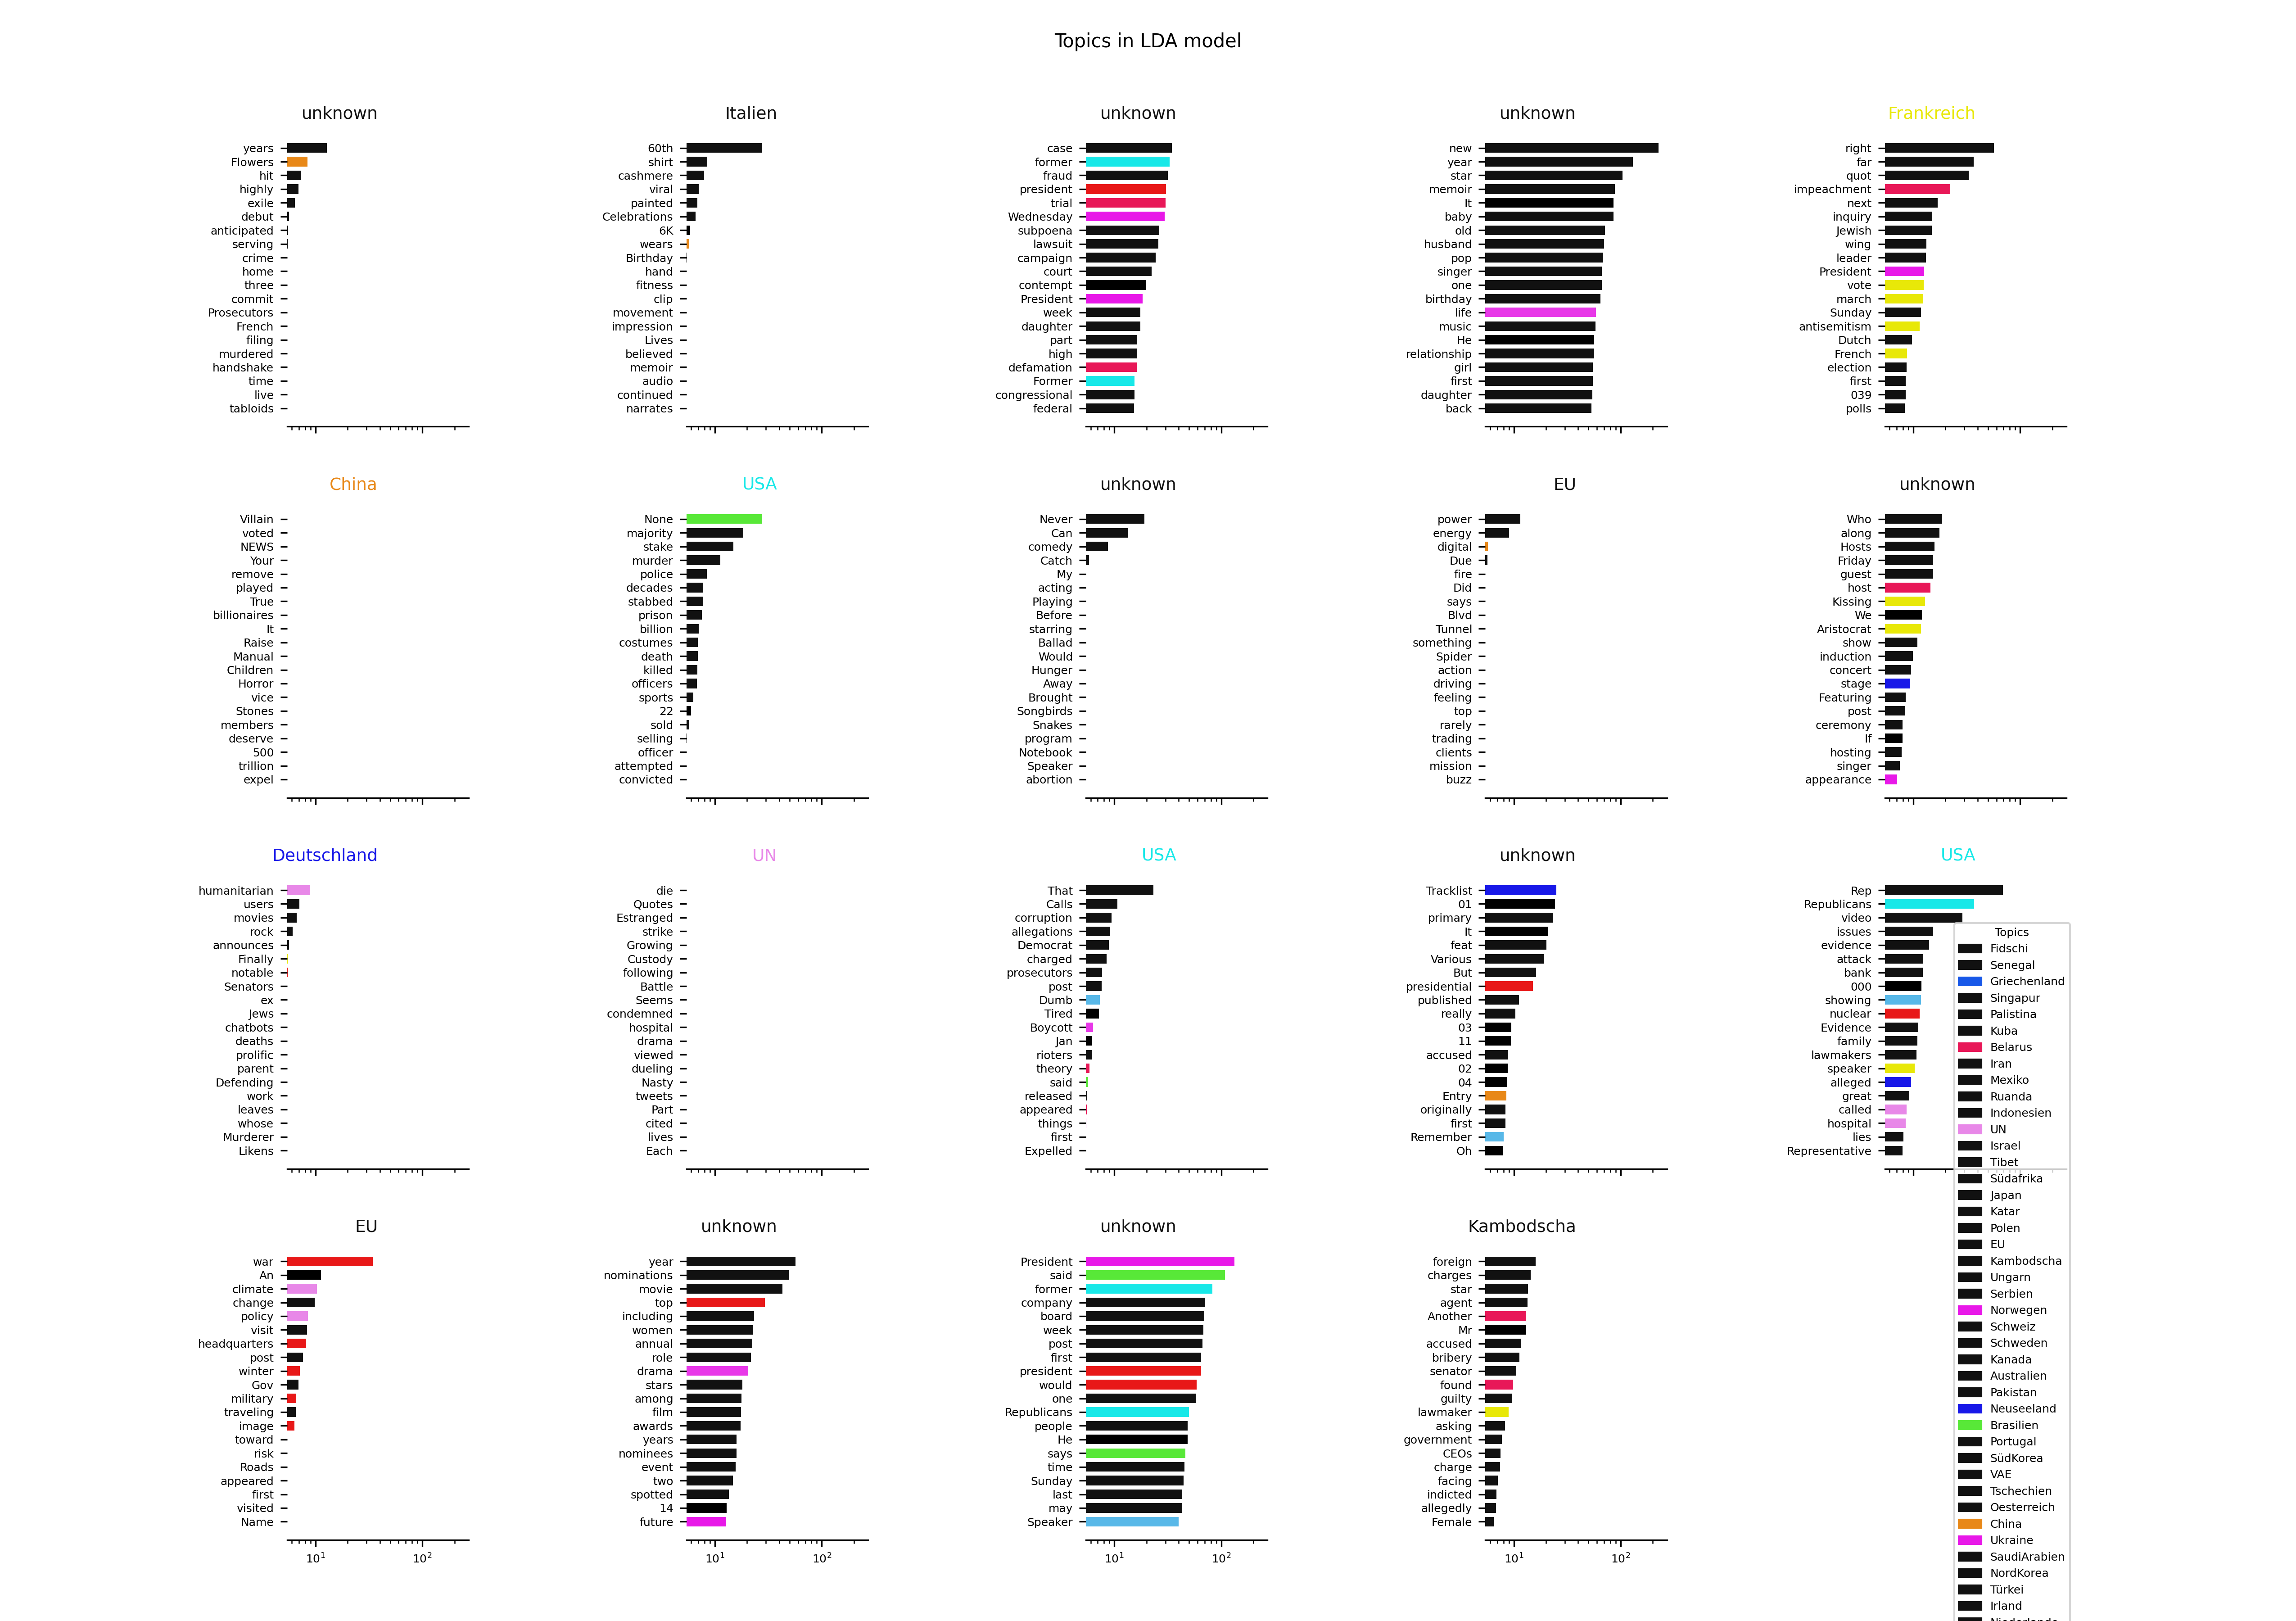 Topics in LDA model
unknown
years
Flowers
hit
highly
exile
debut
anticipated
serving
crime
home
three
commit
Prosecutors
French
filing
murdered
handshake
time
live
tabloids
Italien
60th
shirt
cashmere
viral
painted
Celebrations
6K
wears
Birthday
hand
fitness
clip
movement
impression
Lives
believed
memoir
audio
continued
narrates
unknown
case
former
fraud
president
trial
Wednesday
subpoena
lawsuit
campaign
court
contempt
President
week
daughter
part
high
defamation
Former
congressional
federal
unknown
new
year
star
memoir
It
baby
old
husband
pop
singer
one
birthday
life
music
He
relationship
girl
first
daughter
back
Frankreich
right
far
quot
impeachment
next
inquiry
Jewish
wing
leader
President
vote
march
Sunday
antisemitism
Dutch
French
election
first
039
polls
China
Villain
voted
NEWS
Your
remove
played
True
billionaires
It
Raise
Manual
Children
Horror
vice
Stones
members
deserve
500
trillion
expel
USA
None
majority
stake
murder
police
decades
stabbed
prison
billion
costumes
death
killed
officers
sports
22
sold
selling
officer
attempted
convicted
unknown
Never
Can
comedy
Catch
My
acting
Playing
Before
starring
Ballad
Would
Hunger
Away
Brought
Songbirds
Snakes
program
Notebook
Speaker
abortion
EU
power
energy
digital
Due
fire
Did
says
Blvd
Tunnel
something
Spider
action
driving
feeling
top
rarely
trading
clients
mission
buzz
unknown
Who
along
Hosts
Friday
guest
host
Kissing
We
Aristocrat
show
induction
concert
stage
Featuring
post
ceremony
If
hosting
singer
appearance
Deutschland
humanitarian
users
movies
rock
announces
Finally
notable
Senators
ex
Jews
chatbots
deaths
prolific
parent
Defending
work
leaves
whose
Murderer
Likens
UN
die
Quotes
Estranged
strike
Growing
Custody
following
Battle
Seems
condemned
hospital
drama
viewed
dueling
Nasty
tweets
Part
cited
lives
Each
USA
That
Calls
corruption
allegations
Democrat
charged
prosecutors
post
Dumb
Tired
Boycott
Jan
rioters
theory
said
released
appeared
things
first
Expelled
unknown
Tracklist
01
primary
It
feat
Various
But
presidential
published
really
03
11
accused
02
04
Entry
originally
first
Remember
Oh
USA
Rep
Republicans
video
issues
evidence
attack
bank
000
showing
nuclear
Evidence
family
lawmakers
speaker
alleged
great
called
hospital
lies
Representative
EU
war
An
climate
change
policy
visit
headquarters
post
winter
Gov
military
traveling
image
toward
risk
Roads
appeared
first
visited
Name
10¹ 10²
unknown
year
nominations
movie
top
including
women
annual
role
drama
stars
among
film
awards
years
nominees
event
two
spotted
14
future
10¹ 10²
unknown
President
said
former
company
board
week
post
first
president
would
one
Republicans
people
He
says
time
Sunday
last
may
Speaker
10¹ 10²
Kambodscha
foreign
charges
star
agent
Another
Mr
accused
bribery
senator
found
guilty
lawmaker
asking
government
CEOs
charge
facing
indicted
allegedly
Female
10¹ 10²
Topics
Fidschi
Senegal
Griechenland
Singapur
Palistina
Kuba
Belarus
Iran
Mexiko
Ruanda
Indonesien
UN
Israel
Tibet
Südafrika
Japan
Katar
Polen
EU
Kambodscha
Ungarn
Serbien
Norwegen
Schweiz
Schweden
Kanada
Australien
Pakistan
Neuseeland
Brasilien
Portugal
SüdKorea
VAE
Tschechien
Oesterreich
China
Ukraine
SaudiArabien
NordKorea
Türkei
Irland